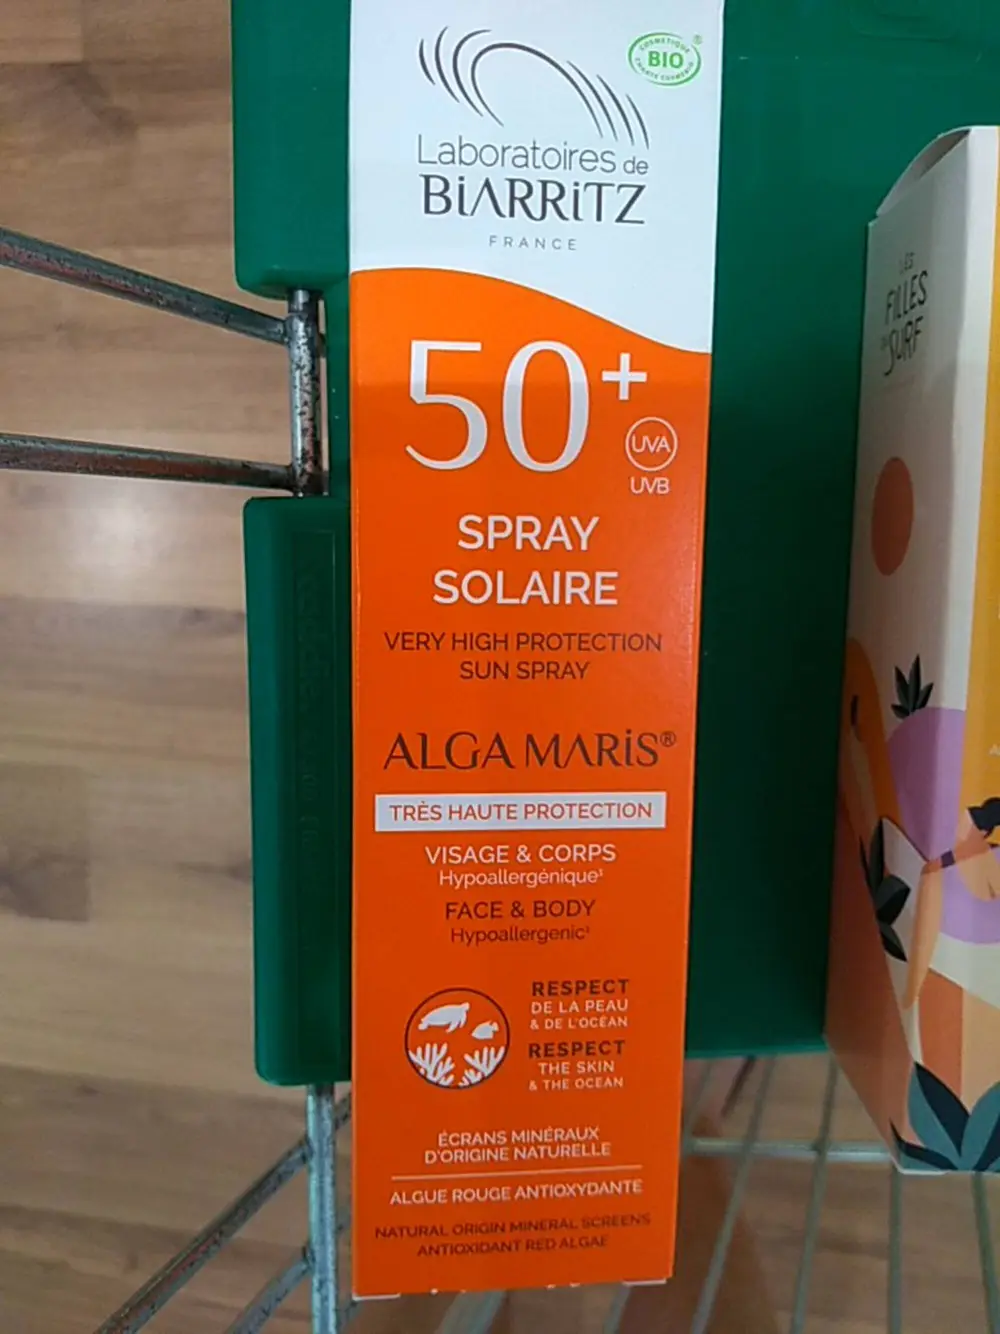 COSMETIQUE
BIO
®
Laboratoires de
BiARRiTZ
FRANCE
50+
UVA
UVB
SPRAY
SOLAIRE
VERY HIGH PROTECTION
SUN SPRAY
ALGA MARiS®
TRÈS HAUTE PROTECTION
VISAGE & CORPS
Hypoallergénique¹
FACE & BODY
Hypoallergenic¹
RESPECT
DE LA PEAU
& DE L'OCÉAN
RESPECT
THE SKIN
& THE OCEAN
ÉCRANS MINÉRAUX
D'ORIGINE NATURELLE
ALGUE ROUGE ANTIOXYDANTE
NATURAL ORIGIN MINERAL SCREENS
ANTIOXIDANT RED ALGAE
LES
FILLES
SURF